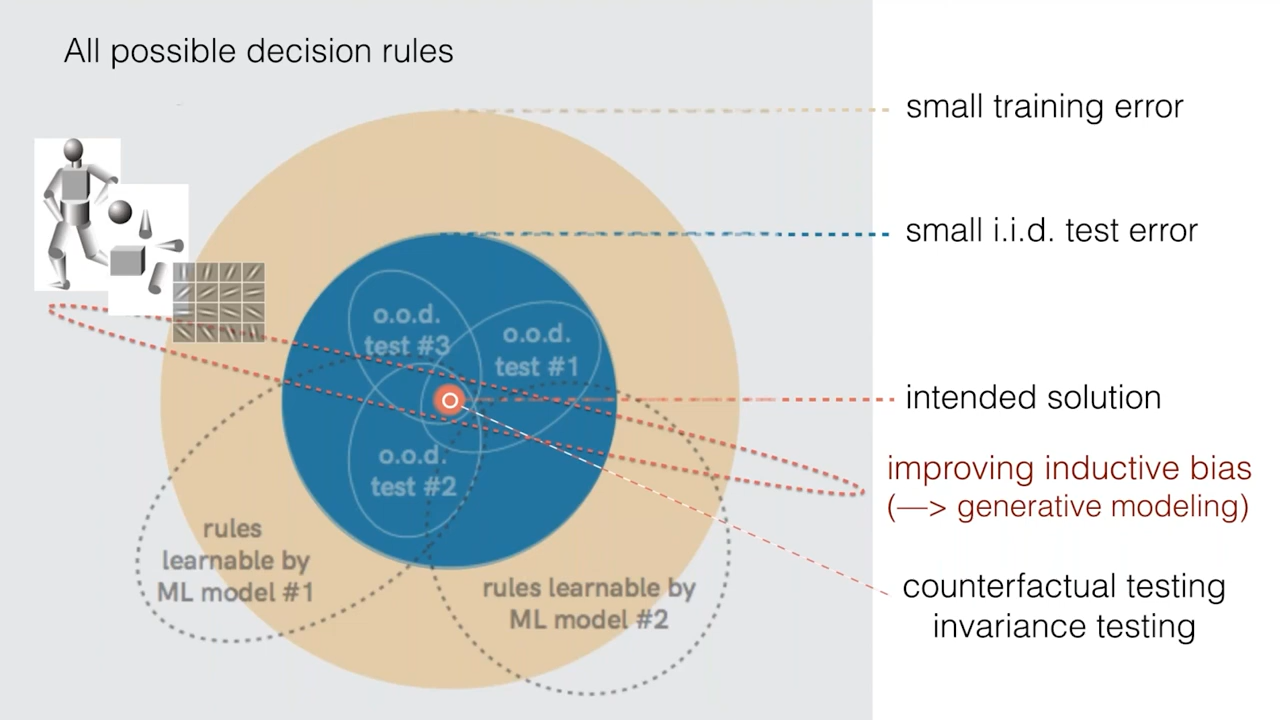 All possible decision rules
small training error
small i.i.d. test error
o.o.d.
test #3
o.o.d.
test #1
intended solution
o.o.d.
test #2
improving inductive bias
(—> generative modeling)
rules
learnable by
ML model #1
rules learnable by
ML model #2
counterfactual testing
invariance testing